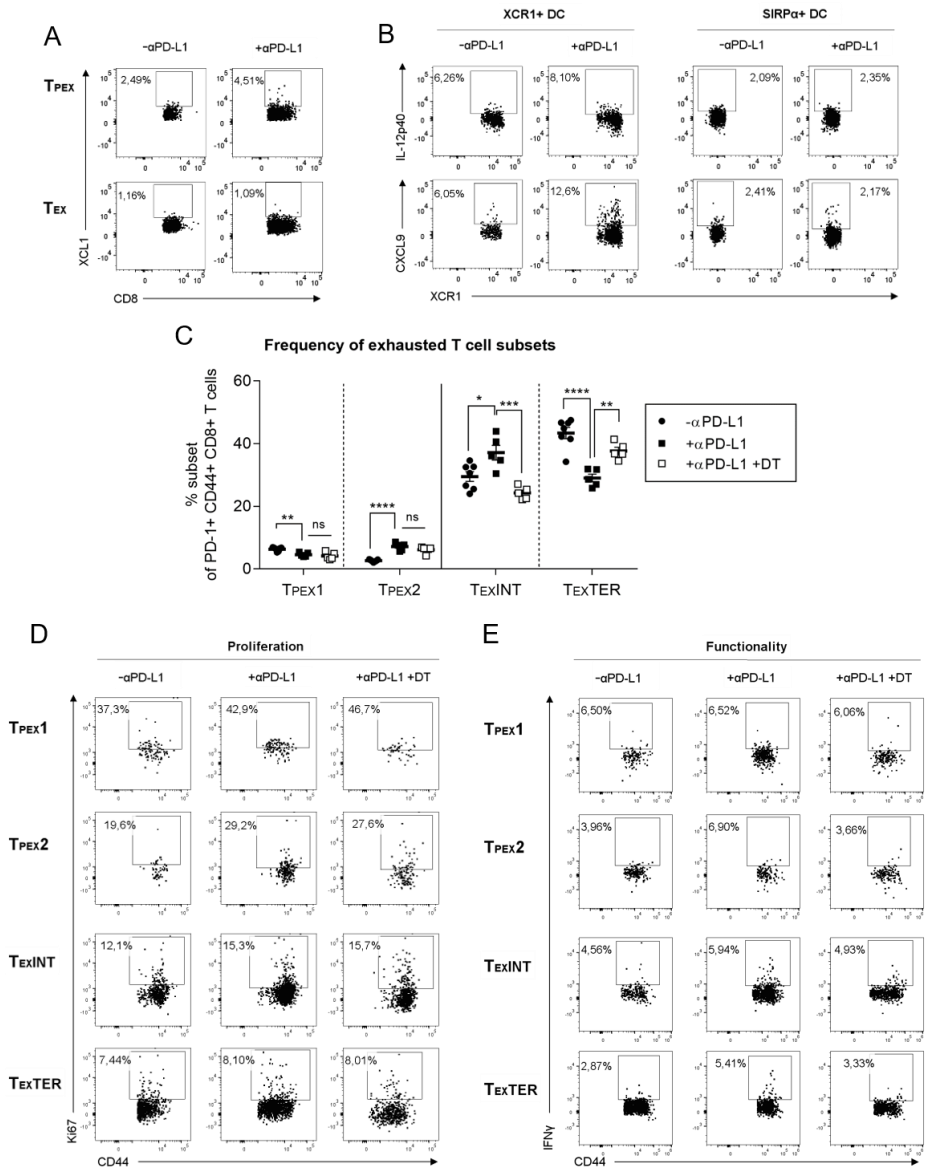 A
-αPD-L1 +αPD-L1
TPEX
2,49% 4,51%
TEX
1,16% 1,09%
XCL1
CD8
B
XCR1+ DC SIRPα+ DC
-αPD-L1 +αPD-L1 -αPD-L1 +αPD-L1
IL-12p40
6,26% 8,10% 2,09% 2,35%
CXCL9
6,05% 12,6% 2,41% 2,17%
XCR1
C
Frequency of exhausted T cell subsets
% subset
of PD-1+ CD44+ CD8+ T cells
60
40
20
0
** ns **** ns * *** **** **
TPEX1 TPEX2 TEXINT TEXTER
-αPD-L1
+αPD-L1
+αPD-L1 +DT
D
Proliferation
-αPD-L1 +αPD-L1 +αPD-L1 +DT
TPEX1
37,3% 42,9% 46,7%
TPEX2
19,6% 29,2% 27,6%
TEXINT
12,1% 15,3% 15,7%
TEXTER
7,44% 8,10% 8,01%
Ki67
CD44
E
Functionality
-αPD-L1 +αPD-L1 +αPD-L1 +DT
TPEX1
6,50% 6,52% 6,06%
TPEX2
3,96% 6,90% 3,66%
TEXINT
4,56% 5,94% 4,93%
TEXTER
2,87% 5,41% 3,33%
IFNγ
CD44